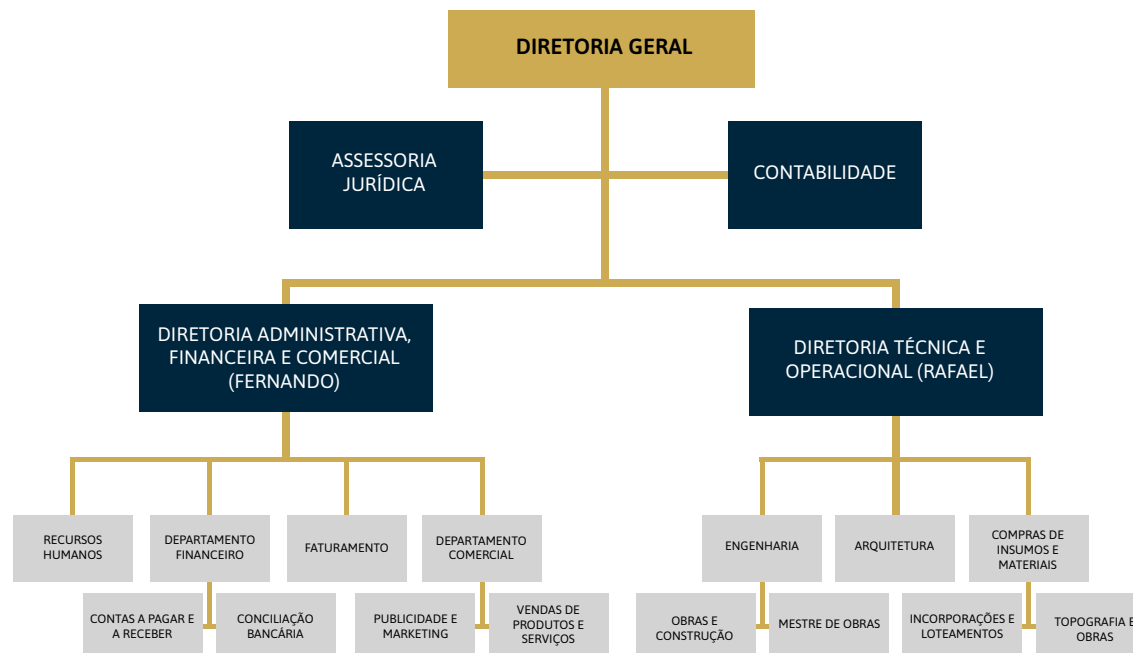 DIRETORIA GERAL
ASSESSORIA
JURÍDICA
CONTABILIDADE
DIRETORIA ADMINISTRATIVA,
FINANCEIRA E COMERCIAL
(FERNANDO)
DIRETORIA TÉCNICA E
OPERACIONAL (RAFAEL)
RECURSOS
HUMANOS
DEPARTAMENTO
FINANCEIRO
FATURAMENTO
DEPARTAMENTO
COMERCIAL
ENGENHARIA
ARQUITETURA
COMPRAS DE
INSUMOS E
MATERIAIS
CONTAS A PAGAR E
A RECEBER
CONCILIAÇÃO
BANCÁRIA
PUBLICIDADE E
MARKETING
VENDAS DE
PRODUTOS E
SERVIÇOS
OBRAS E
CONSTRUÇÃO
MESTRE DE OBRAS
INCORPORAÇÕES E
LOTEAMENTOS
TOPOGRAFIA E
OBRAS